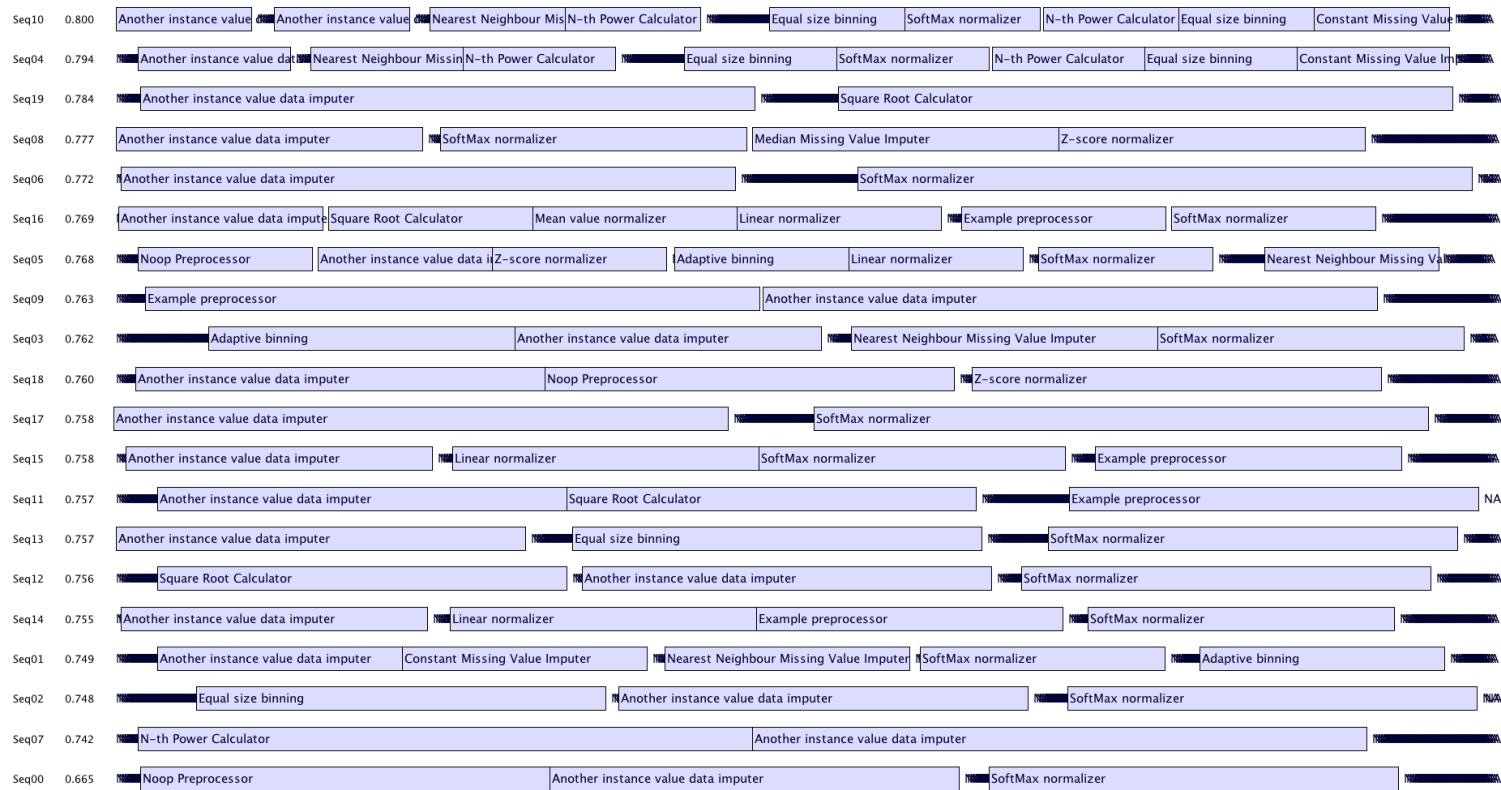 Seq10 0.800 Another instance value Another instance value Nearest Neighbour Mis N-th Power Calculator Equal size binning SoftMax normalizer N-th Power Calculator Equal size binning Constant Missing Value
Seq04 0.794 Another instance value dat Nearest Neighbour Missin N-th Power Calculator Equal size binning SoftMax normalizer N-th Power Calculator Equal size binning Constant Missing Value Im
Seq19 0.784 Another instance value data imputer Square Root Calculator
Seq08 0.777 Another instance value data imputer SoftMax normalizer Median Missing Value Imputer Z-score normalizer
Seq06 0.772 Another instance value data imputer SoftMax normalizer
Seq16 0.769 Another instance value data impute Square Root Calculator Mean value normalizer Linear normalizer Example preprocessor SoftMax normalizer
Seq05 0.768 Noop Preprocessor Another instance value data i Z-score normalizer Adaptive binning Linear normalizer SoftMax normalizer Nearest Neighbour Missing Val
Seq09 0.763 Example preprocessor Another instance value data imputer
Seq03 0.762 Adaptive binning Another instance value data imputer Nearest Neighbour Missing Value Imputer SoftMax normalizer
Seq18 0.760 Another instance value data imputer Noop Preprocessor Z-score normalizer
Seq17 0.758 Another instance value data imputer SoftMax normalizer
Seq15 0.758 Another instance value data imputer Linear normalizer SoftMax normalizer Example preprocessor
Seq11 0.757 Another instance value data imputer Square Root Calculator Example preprocessor NA
Seq13 0.757 Another instance value data imputer Equal size binning SoftMax normalizer
Seq12 0.756 Square Root Calculator Another instance value data imputer SoftMax normalizer
Seq14 0.755 Another instance value data imputer Linear normalizer Example preprocessor SoftMax normalizer
Seq01 0.749 Another instance value data imputer Constant Missing Value Imputer Nearest Neighbour Missing Value Imputer SoftMax normalizer Adaptive binning
Seq02 0.748 Equal size binning Another instance value data imputer SoftMax normalizer
Seq07 0.742 N-th Power Calculator Another instance value data imputer
Seq00 0.665 Noop Preprocessor Another instance value data imputer SoftMax normalizer